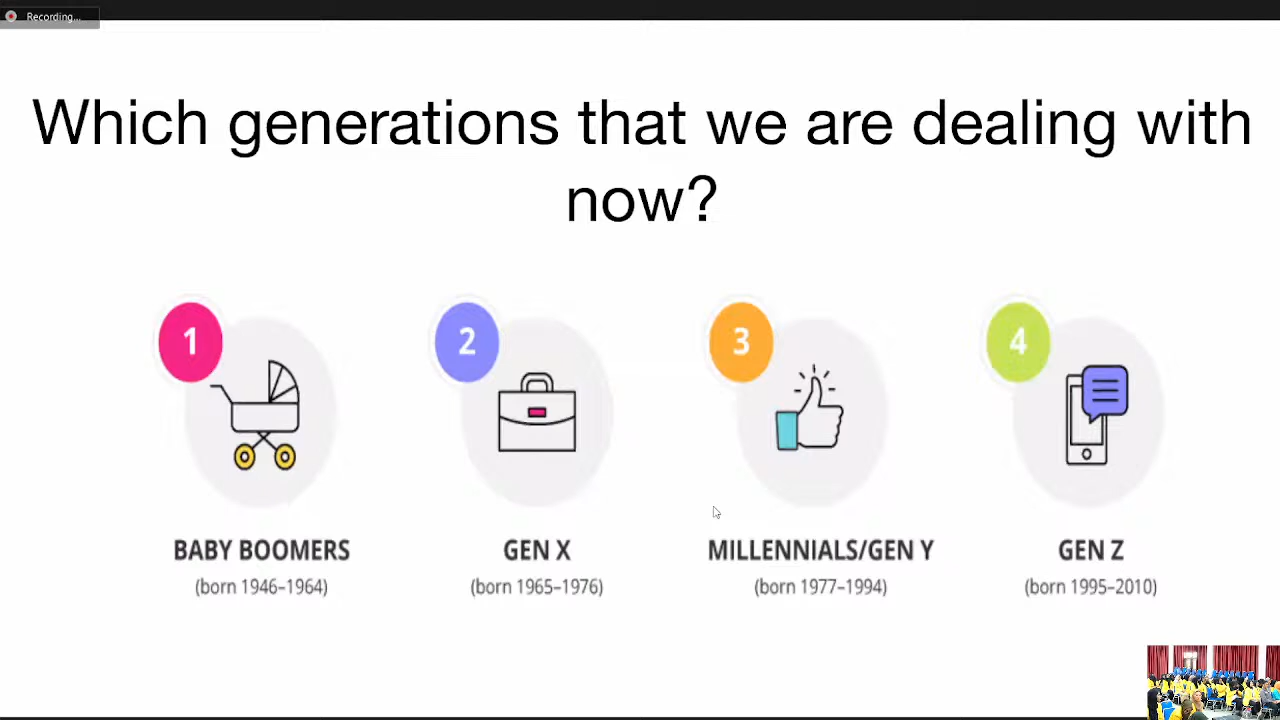 Recording...
Which generations that we are dealing with
now?
1
2
3
4
BABY BOOMERS
GEN X
MILLENNIALS/GEN Y
GEN Z
(born 1946–1964)
(born 1965–1976)
(born 1977–1994)
(born 1995–2010)